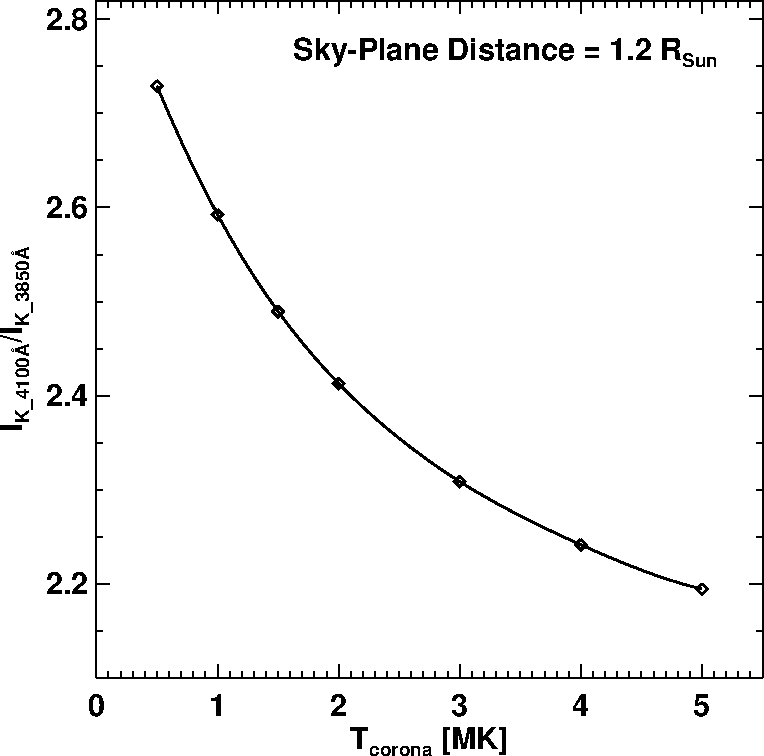 Sky-Plane Distance = 1.2 R_Sun
2.8
2.6
2.4
2.2
I_K_4100Å/I_K_3850Å
0 1 2 3 4 5
T_corona [MK]